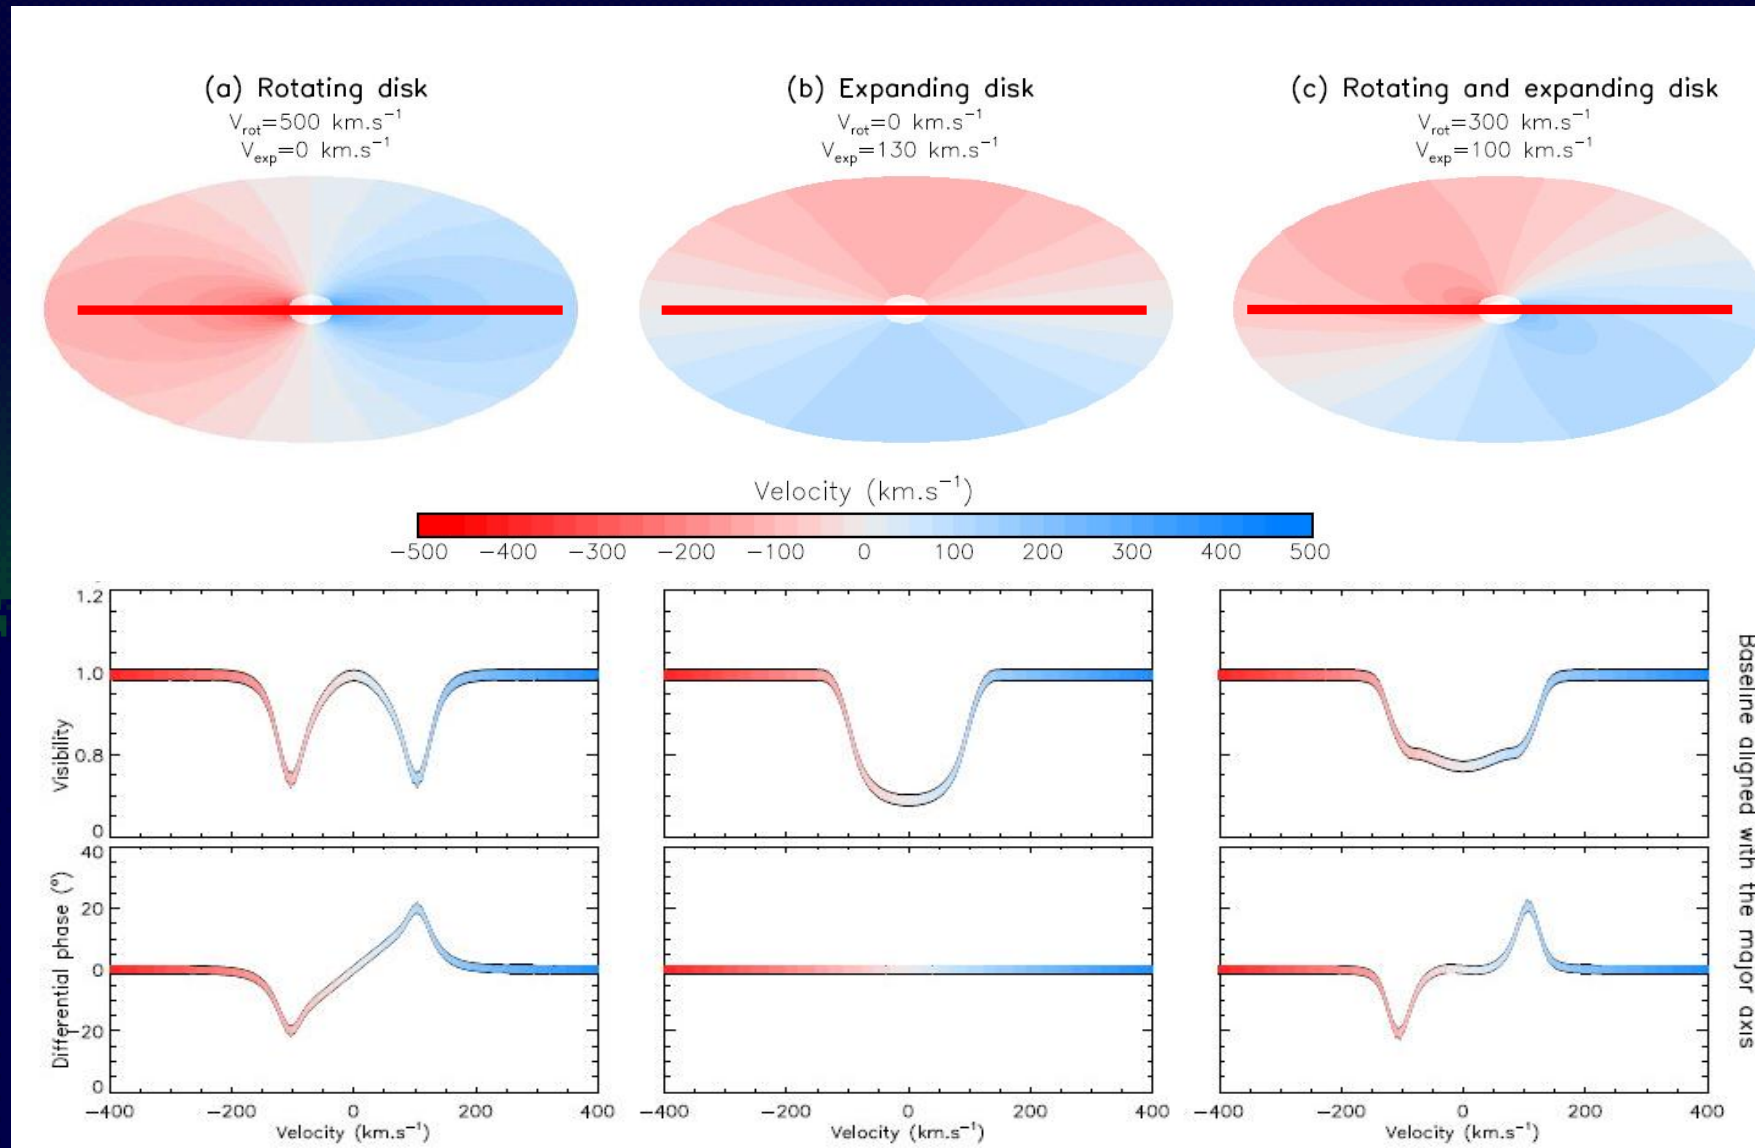 (a) Rotating disk
V_rot=500 km.s⁻¹
V_exp=0 km.s⁻¹
(b) Expanding disk
V_rot=0 km.s⁻¹
V_exp=130 km.s⁻¹
(c) Rotating and expanding disk
V_rot=300 km.s⁻¹
V_exp=100 km.s⁻¹
Velocity (km.s⁻¹)
−500 −400 −300 −200 −100 0 100 200 300 400 500
Visibility
1.2
1.0
0.8
0
Differential phase (°)
40
20
0
−20
0
−400 −200 0 200 400
Velocity (km.s⁻¹)
−400 −200 0 200 400
Velocity (km.s⁻¹)
−400 −200 0 200 400
Velocity (km.s⁻¹)
Baseline aligned with the major axis